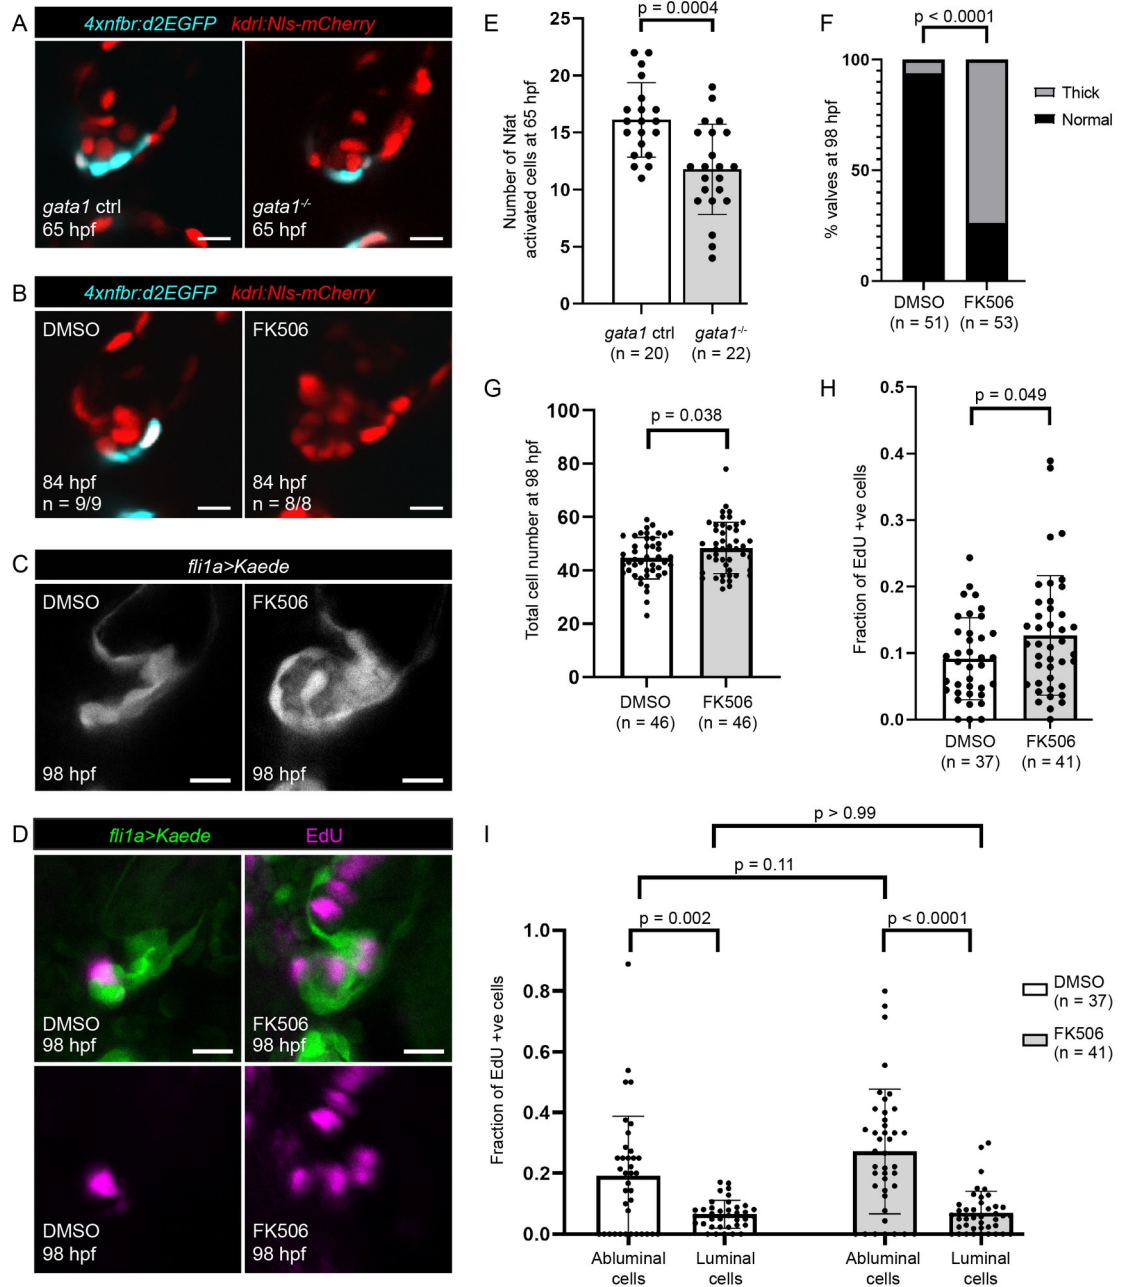 A
4xnfbr:d2EGFP kdrl:Nls-mCherry
gata1 ctrl
65 hpf
gata1-/-
65 hpf
B
4xnfbr:d2EGFP kdrl:Nls-mCherry
DMSO
84 hpf
n = 9/9
FK506
84 hpf
n = 8/8
C
fli1a>Kaede
DMSO
98 hpf
FK506
98 hpf
D
fli1a>Kaede EdU
DMSO
98 hpf
FK506
98 hpf
DMSO
98 hpf
FK506
98 hpf
E
p = 0.0004
Number of Nfat
activated cells at 65 hpf
25
20
15
10
5
0
gata1 ctrl
(n = 20)
gata1-/-
(n = 22)
F
p < 0.0001
% valves at 98 hpf
100
50
0
DMSO
(n = 51)
FK506
(n = 53)
Thick
Normal
G
p = 0.038
Total cell number at 98 hpf
100
80
60
40
20
0
DMSO
(n = 46)
FK506
(n = 46)
H
p = 0.049
Fraction of EdU +ve cells
0.5
0.4
0.3
0.2
0.1
0.0
DMSO
(n = 37)
FK506
(n = 41)
I
p > 0.99
p = 0.11
p = 0.002
p < 0.0001
Fraction of EdU +ve cells
1.0
0.8
0.6
0.4
0.2
0.0
Abluminal
cells
Luminal
cells
Abluminal
cells
Luminal
cells
DMSO
(n = 37)
FK506
(n = 41)